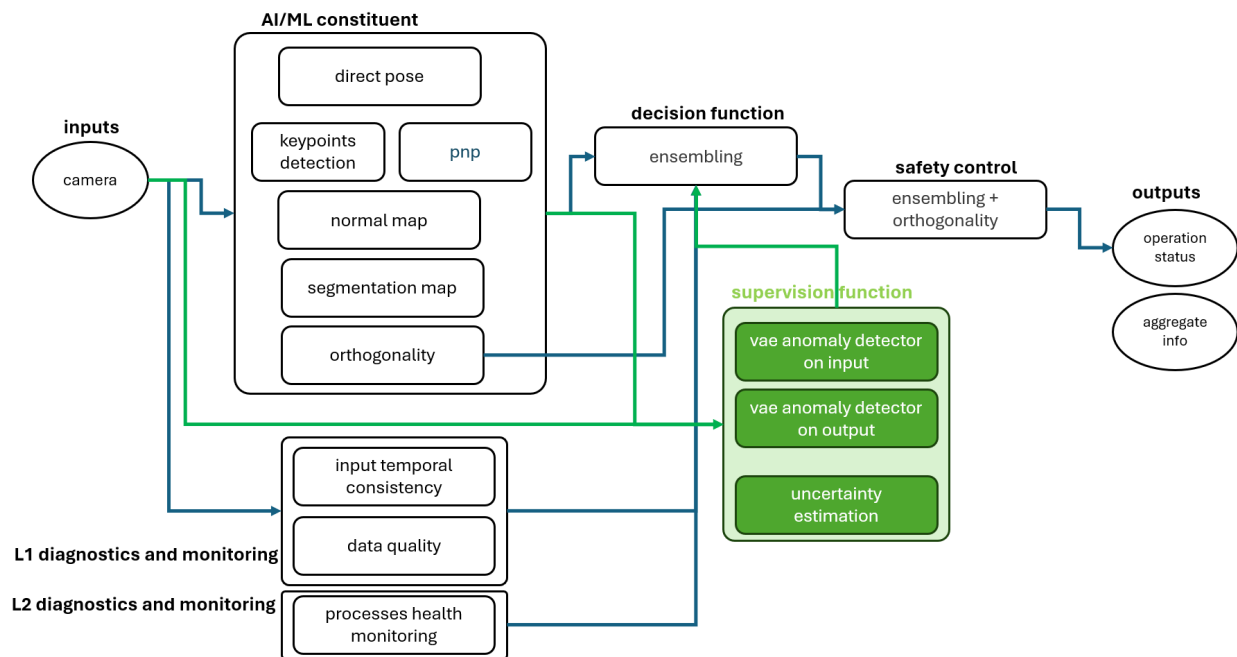 AI/ML constituent
direct pose
inputs
camera
keypoints
detection
pnp
normal map
segmentation map
orthogonality
decision function
ensembling
safety control
ensembling +
orthogonality
outputs
operation
status
aggregate
info
supervision function
vae anomaly detector
on input
vae anomaly detector
on output
uncertainty
estimation
input temporal
consistency
data quality
L1 diagnostics and monitoring
L2 diagnostics and monitoring
processes health
monitoring